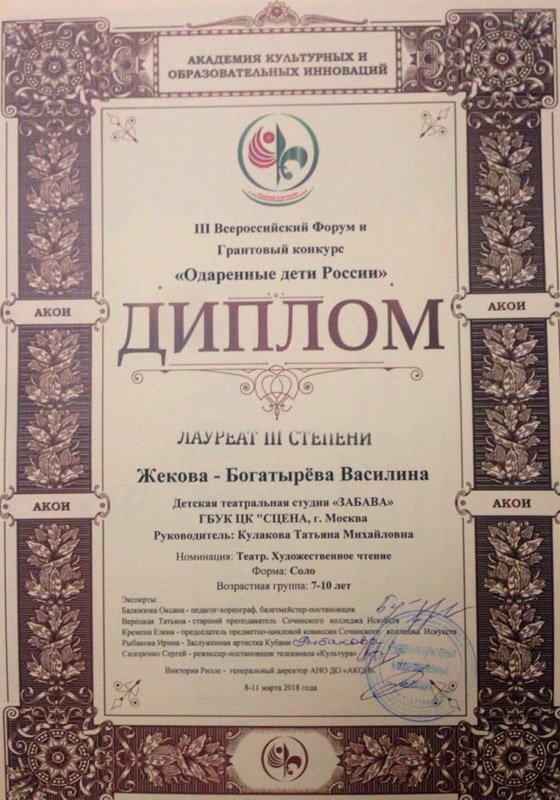 АКАДЕМИЯ КУЛЬТУРНЫХ И
ОБРАЗОВАТЕЛЬНЫХ ИННОВАЦИЙ
III Всероссийский Форум и
Грантовый конкурс
«Одаренные дети России»
АКОИ
АКОИ
ДИПЛОМ
ЛАУРЕАТ III СТЕПЕНИ
Жекова - Богатырёва Василина
АКОИ
АКОИ
Детская театральная студия «ЗАБАВА»
ГБУК ЦК "СЦЕНА, г. Москва
Руководитель: Кулакова Татьяна Михайловна
Номинация: Театр. Художественное чтение
Форма: Соло
Возрастная группа: 7-10 лет
Эксперты:
Балкизова Оксана - педагог-хореограф, балетмейстер-постановщик
Верецкая Татьяна - старший преподаватель Сочинского колледжа Искусств
Кремена Елена - председатель предметно-цикловой комиссии Сочинского колледжа Искусств
Рыбакова Ирина - Заслуженная артистка Кубани
Сидоренко Сергей - режиссер-постановщик телеканала «Культура»
Виктория Ризле - генеральный директор АНО ДО «АКОИ»
8-11 марта 2018 года